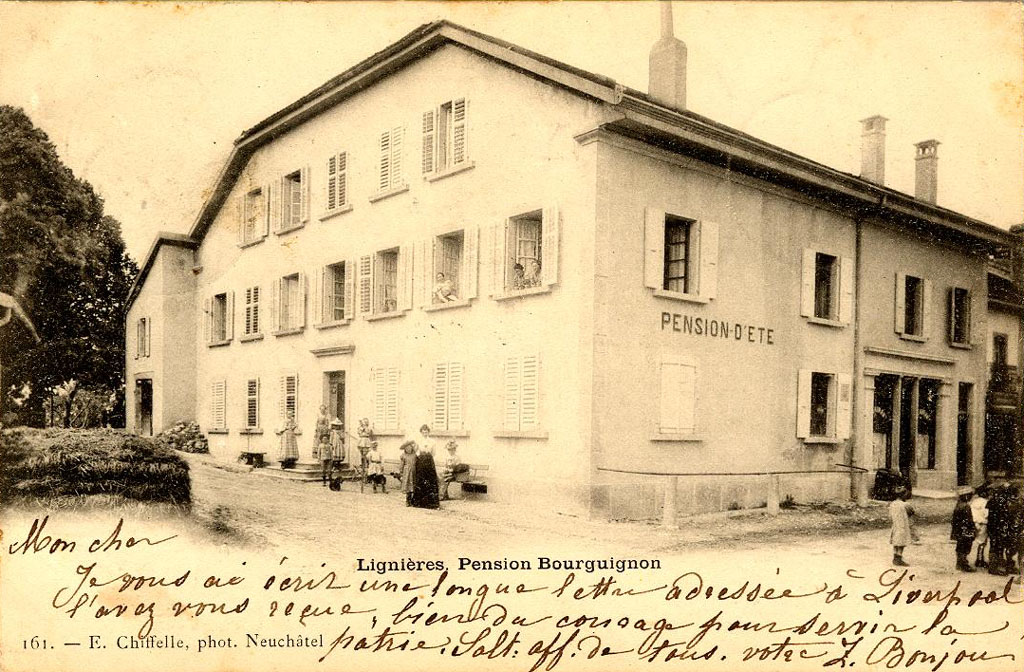 PENSION-D'ETE
Lignières, Pension Bourguignon
Mon cher
Je vous ai écrit une longue lettre adressée à Liverpool
l'avez vous reçue, bien du courage pour servir la
161. — E. Chiffelle, phot. Neuchâtel
patrie. Salt: aff. de tous. votre Z. Bonjour